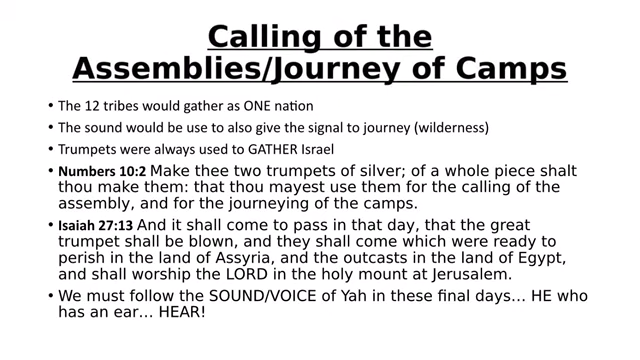 Calling of the
Assemblies/Journey of Camps
• The 12 tribes would gather as ONE nation
• The sound would be use to also give the signal to journey (wilderness)
• Trumpets were always used to GATHER Israel
• Numbers 10:2 Make thee two trumpets of silver; of a whole piece shalt
thou make them: that thou mayest use them for the calling of the
assembly, and for the journeying of the camps.
• Isaiah 27:13 And it shall come to pass in that day, that the great
trumpet shall be blown, and they shall come which were ready to
perish in the land of Assyria, and the outcasts in the land of Egypt,
and shall worship the LORD in the holy mount at Jerusalem.
• We must follow the SOUND/VOICE of Yah in these final days... HE who
has an ear... HEAR!